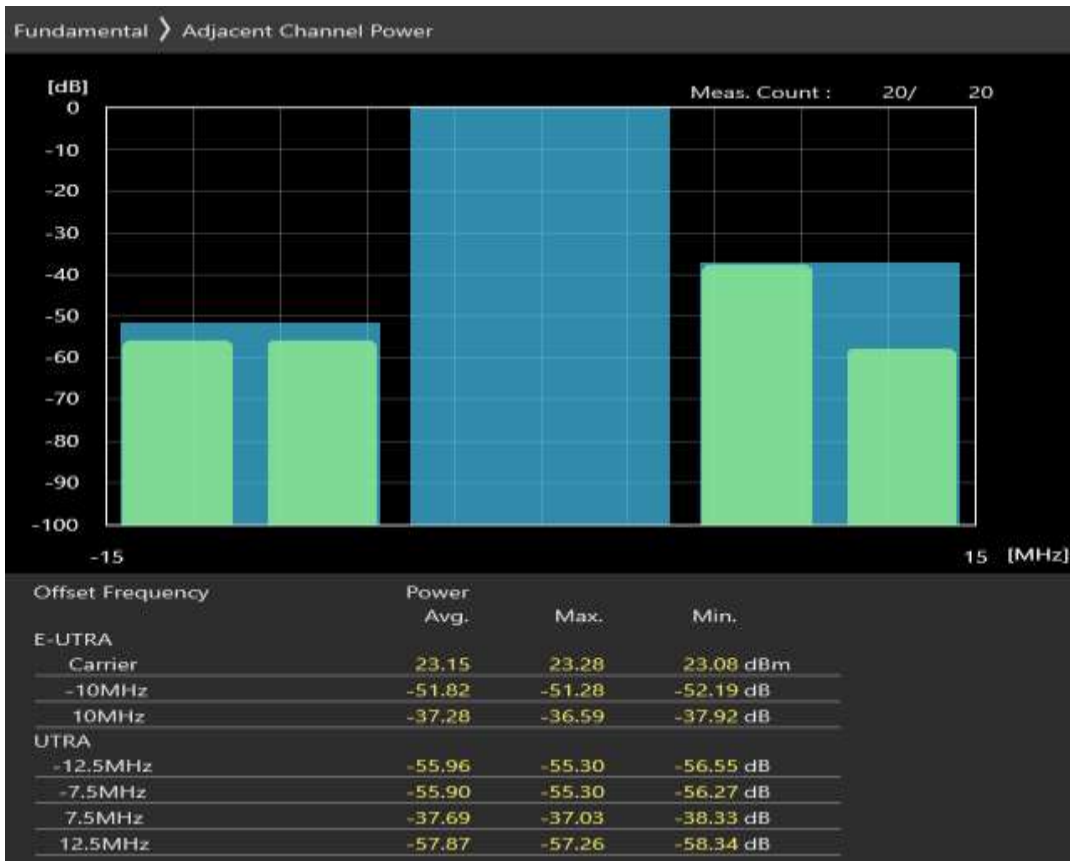 Fundamental ❯ Adjacent Channel Power
[dB]
Meas. Count : 20/ 20
0
-10
-20
-30
-40
-50
-60
-70
-80
-90
-100
-15 15 [MHz]
Offset Frequency Power
Avg. Max. Min.
E-UTRA
Carrier 23.15 23.28 23.08 dBm
-10MHz -51.82 -51.28 -52.19 dB
10MHz -37.28 -36.59 -37.92 dB
UTRA
-12.5MHz -55.96 -55.30 -56.55 dB
-7.5MHz -55.90 -55.30 -56.27 dB
7.5MHz -37.69 -37.03 -38.33 dB
12.5MHz -57.87 -57.26 -58.34 dB